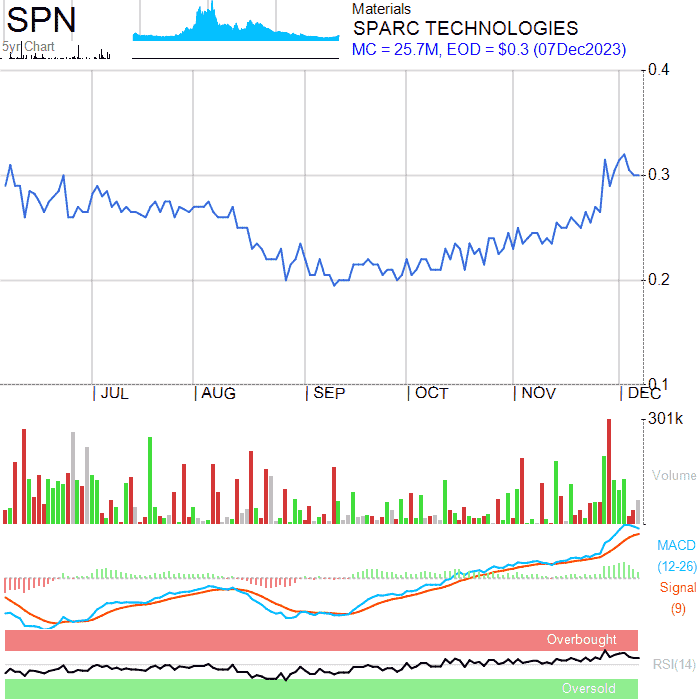 SPN
5yr Chart
Materials
SPARC TECHNOLOGIES
MC = 25.7M, EOD = $0.3 (07Dec2023)
0.4
0.3
0.2
0.1
JUL AUG SEP OCT NOV DEC
301k
Volume
MACD
(12-26)
Signal
(9)
Overbought
RSI(14)
Oversold